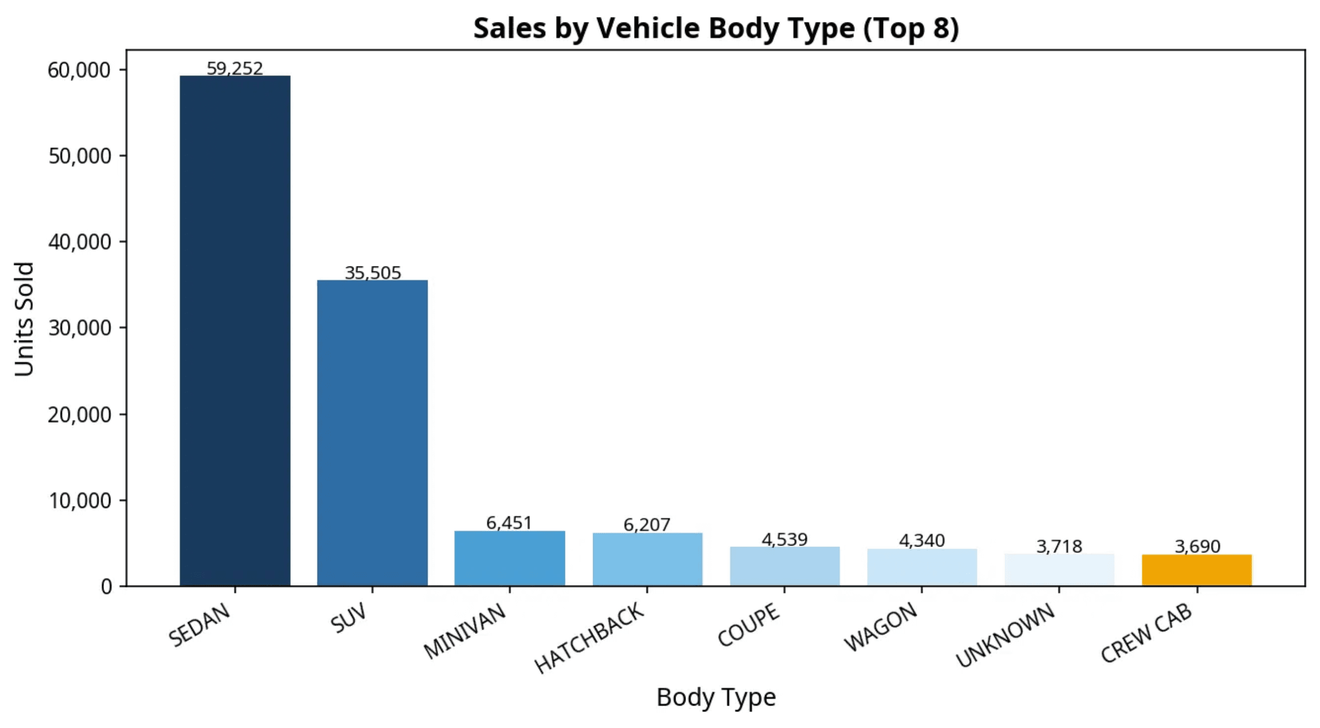 Sales by Vehicle Body Type (Top 8)
Units Sold
60,000
50,000
40,000
30,000
20,000
10,000
0
59,252
35,505
6,451
6,207
4,539
4,340
3,718
3,690
SEDAN
SUV
MINIVAN
HATCHBACK
COUPE
WAGON
UNKNOWN
CREW CAB
Body Type